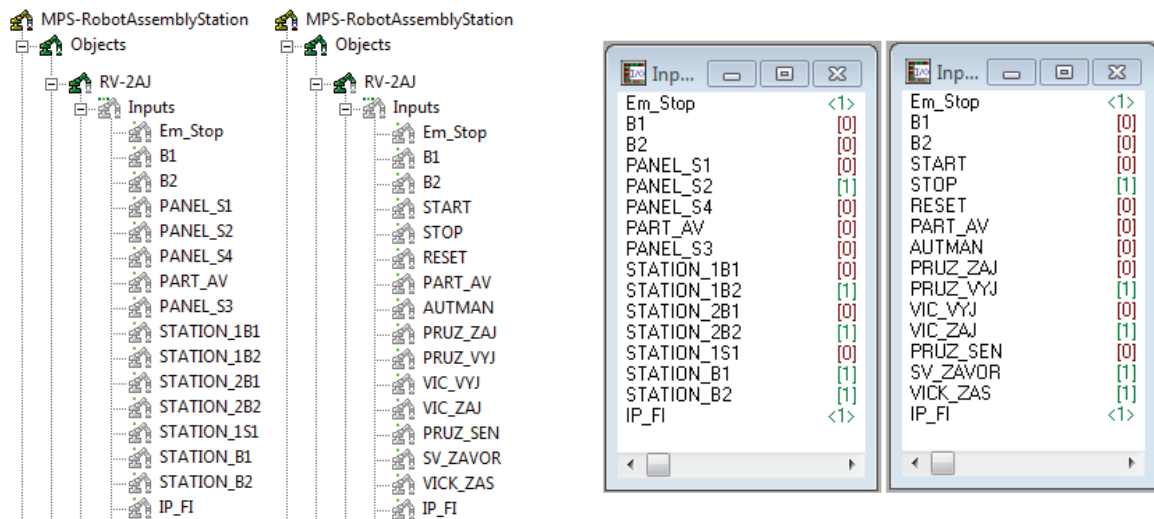 MPS-RobotAssemblyStation
Objects
RV-2AJ
Inputs
Em_Stop
B1
B2
PANEL_S1
PANEL_S2
PANEL_S4
PART_AV
PANEL_S3
STATION_1B1
STATION_1B2
STATION_2B1
STATION_2B2
STATION_1S1
STATION_B1
STATION_B2
IP_FI
MPS-RobotAssemblyStation
Objects
RV-2AJ
Inputs
Em_Stop
B1
B2
START
STOP
RESET
PART_AV
AUTMAN
PRUZ_ZAJ
PRUZ_VYJ
VIC_VYJ
VIC_ZAJ
PRUZ_SEN
SV_ZAVOR
VICK_ZAS
IP_FI
I/O Inp...
Em_Stop <1>
B1 [0]
B2 [0]
PANEL_S1 [0]
PANEL_S2 [1]
PANEL_S4 [0]
PART_AV [0]
PANEL_S3 [0]
STATION_1B1 [0]
STATION_1B2 [1]
STATION_2B1 [0]
STATION_2B2 [1]
STATION_1S1 [0]
STATION_B1 [1]
STATION_B2 [1]
IP_FI <1>
I/O Inp...
Em_Stop <1>
B1 [0]
B2 [0]
START [0]
STOP [1]
RESET [0]
PART_AV [0]
AUTMAN [0]
PRUZ_ZAJ [0]
PRUZ_VYJ [1]
VIC_VYJ [0]
VIC_ZAJ [1]
PRUZ_SEN [0]
SV_ZAVOR [1]
VICK_ZAS [1]
IP_FI <1>